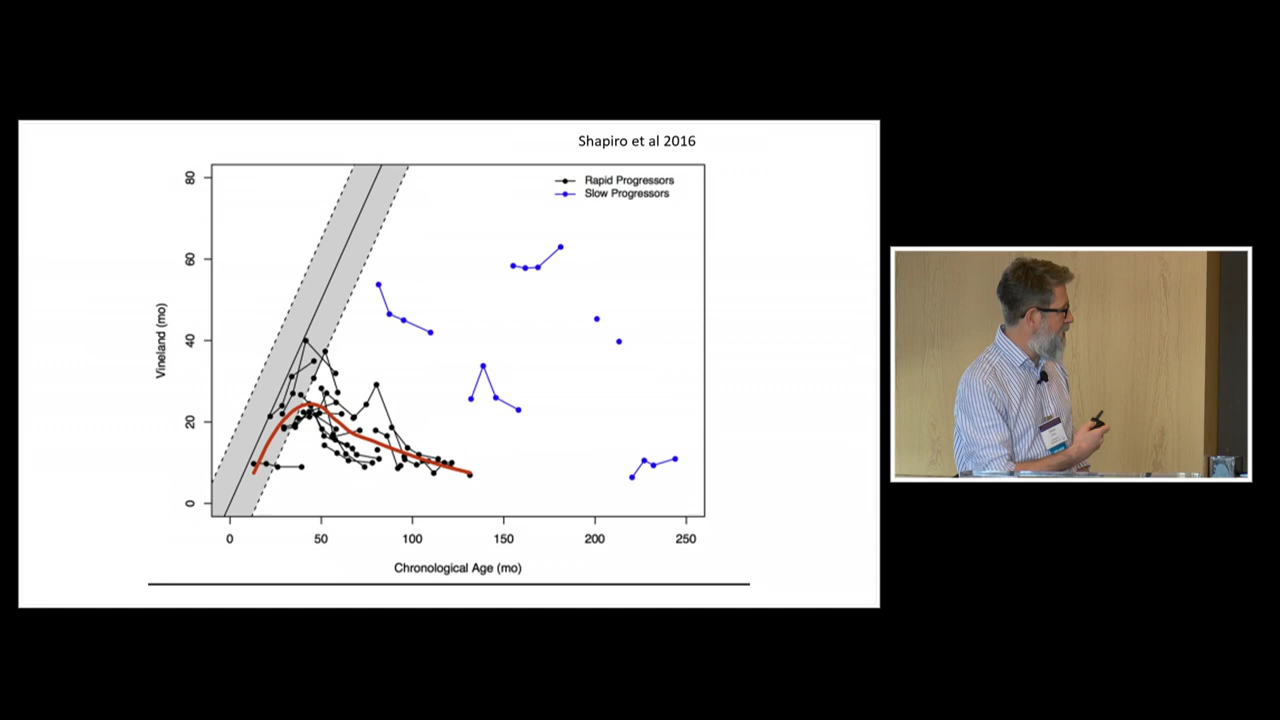 Shapiro et al 2016
Rapid Progressors
Slow Progressors
Vineland (mo)
80
60
40
20
0
0 50 100 150 200 250
Chronological Age (mo)